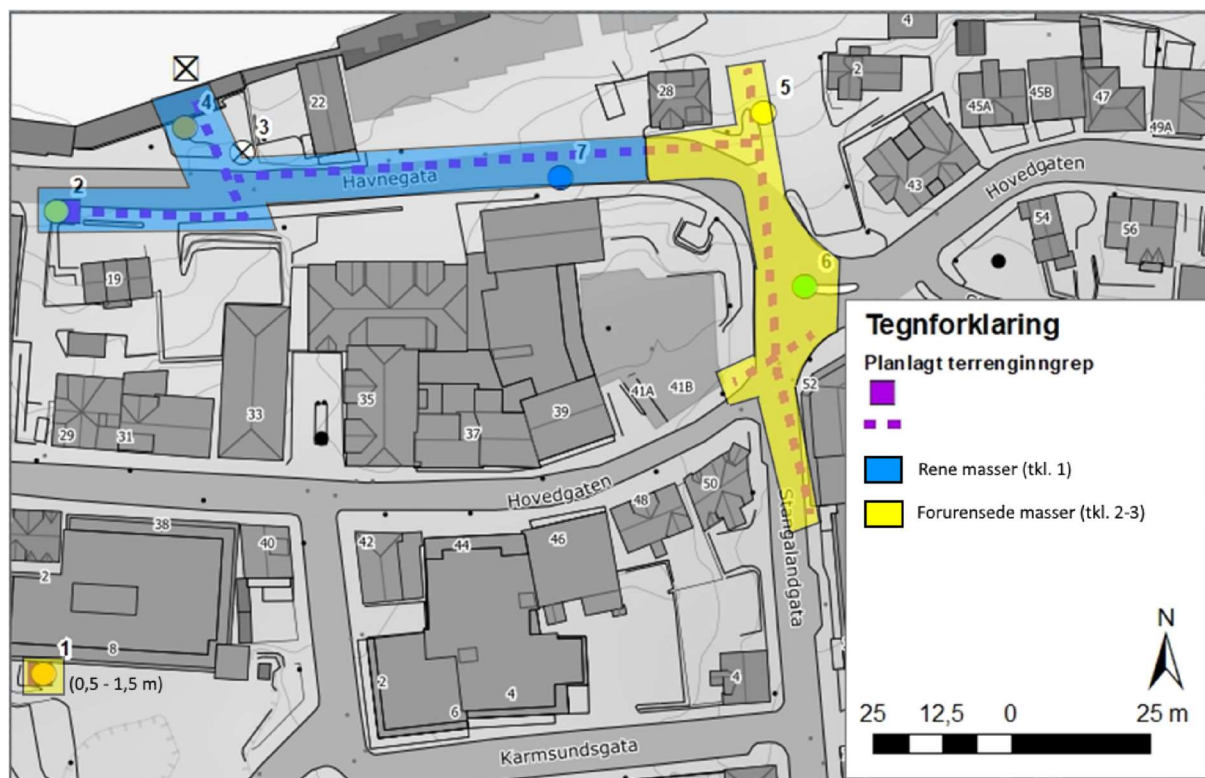 4
4
22
3
28
5
2
45A
45B
47
49A
7
Havnegata
Hovedgaten
43
2
54
56
19
6
Tegnforklaring
Planlagt terrenginngrep
Rene masser (tkl. 1)
Forurensede masser (tkl. 2-3)
52
41A
41B
35
33
39
37
29
31
Hovedgaten
50
48
Stangalandgata
38
40
42
44
46
2
8
1
(0,5 - 1,5 m)
2
4
6
4
Karmsundsgata
N
25 12,5 0 25 m